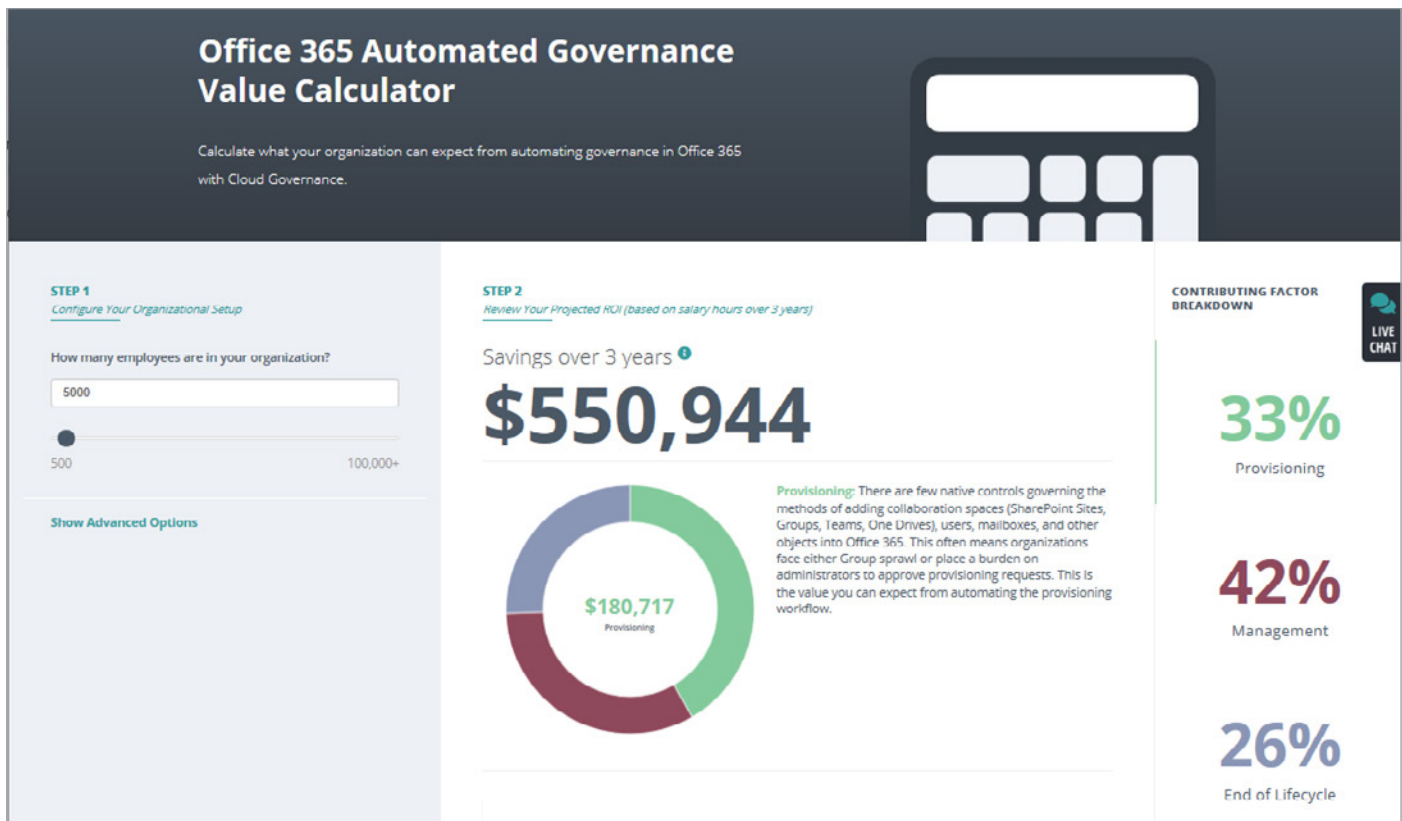 Office 365 Automated Governance
Value Calculator
Calculate what your organization can expect from automating governance in Office 365
with Cloud Governance.
STEP 1
Configure Your Organizational Setup
How many employees are in your organization?
5000
500
100,000+
Show Advanced Options
STEP 2
Review Your Projected ROI (based on salary hours over 3 years)
Savings over 3 years
$550,944
$180,717
Provisioning
Provisioning: There are few native controls governing the
methods of adding collaboration spaces (SharePoint Sites,
Groups, Teams, One Drives), users, mailboxes, and other
objects into Office 365. This often means organizations
face either Group sprawl or place a burden on
administrators to approve provisioning requests. This is
the value you can expect from automating the provisioning
workflow.
CONTRIBUTING FACTOR
BREAKDOWN
33%
Provisioning
42%
Management
26%
End of Lifecycle
LIVE
CHAT